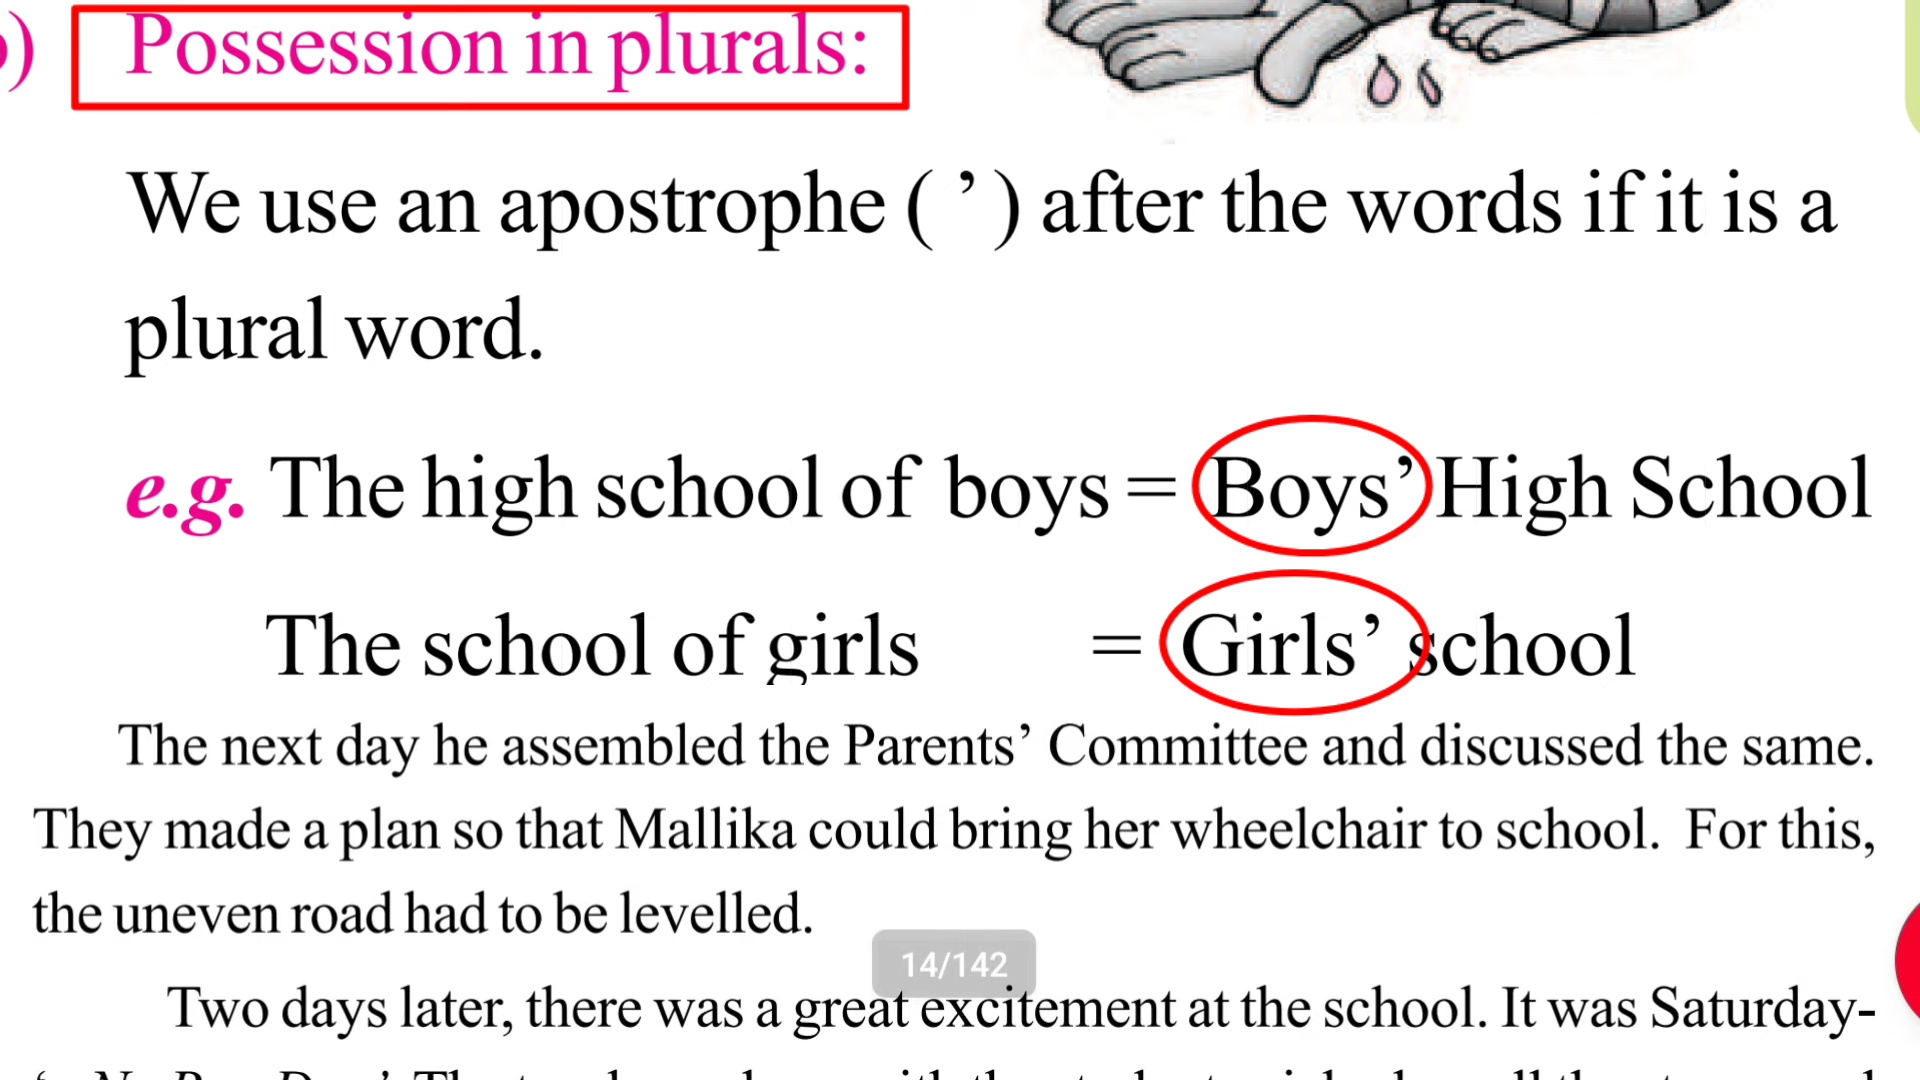 ) Possession in plurals:
We use an apostrophe ( ’ ) after the words if it is a
plural word.
e.g. The high school of boys = Boys’ High School
The school of girls = Girls’ school
The next day he assembled the Parents’ Committee and discussed the same.
They made a plan so that Mallika could bring her wheelchair to school. For this,
the uneven road had to be levelled.
14/142
Two days later, there was a great excitement at the school. It was Saturday-